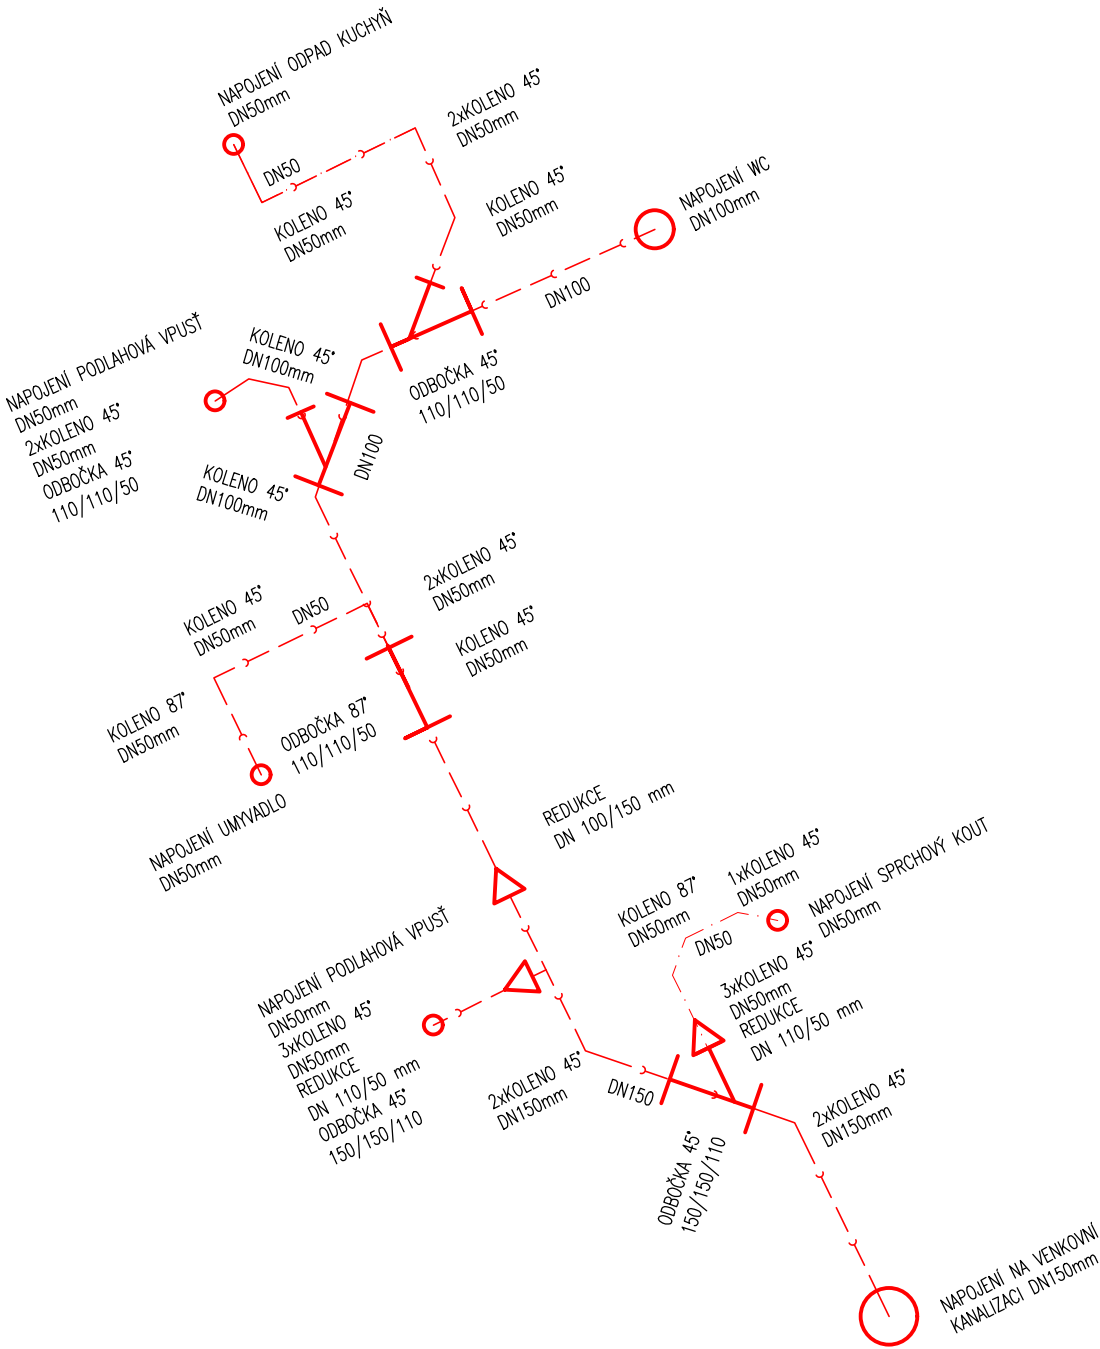 NAPOJENÍ ODPAD KUCHYŇ
DN50mm
2xKOLENO 45°
DN50mm
DN50
KOLENO 45°
DN50mm
KOLENO 45°
DN50mm
NAPOJENÍ WC
DN100mm
DN100
NAPOJENÍ PODLAHOVÁ VPUSŤ
DN50mm
2xKOLENO 45°
DN50mm
ODBOČKA 45°
110/110/50
KOLENO 45°
DN100mm
ODBOČKA 45°
110/110/50
DN100
KOLENO 45°
DN100mm
2xKOLENO 45°
DN50mm
KOLENO 45°
DN50mm
DN50
KOLENO 45°
DN50mm
KOLENO 87°
DN50mm
ODBOČKA 87°
110/110/50
NAPOJENÍ UMYVADLO
DN50mm
REDUKCE
DN 100/150 mm
1xKOLENO 45°
DN50mm
NAPOJENÍ SPRCHOVÝ KOUT
DN50mm
KOLENO 87°
DN50mm
DN50
3xKOLENO 45°
DN50mm
REDUKCE
DN 110/50 mm
NAPOJENÍ PODLAHOVÁ VPUSŤ
DN50mm
3xKOLENO 45°
DN50mm
REDUKCE
DN 110/50 mm
ODBOČKA 45°
150/150/110
2xKOLENO 45°
DN150mm
DN150
2xKOLENO 45°
DN150mm
ODBOČKA 45°
150/150/110
NAPOJENÍ NA VENKOVNÍ
KANALIZACI DN150mm